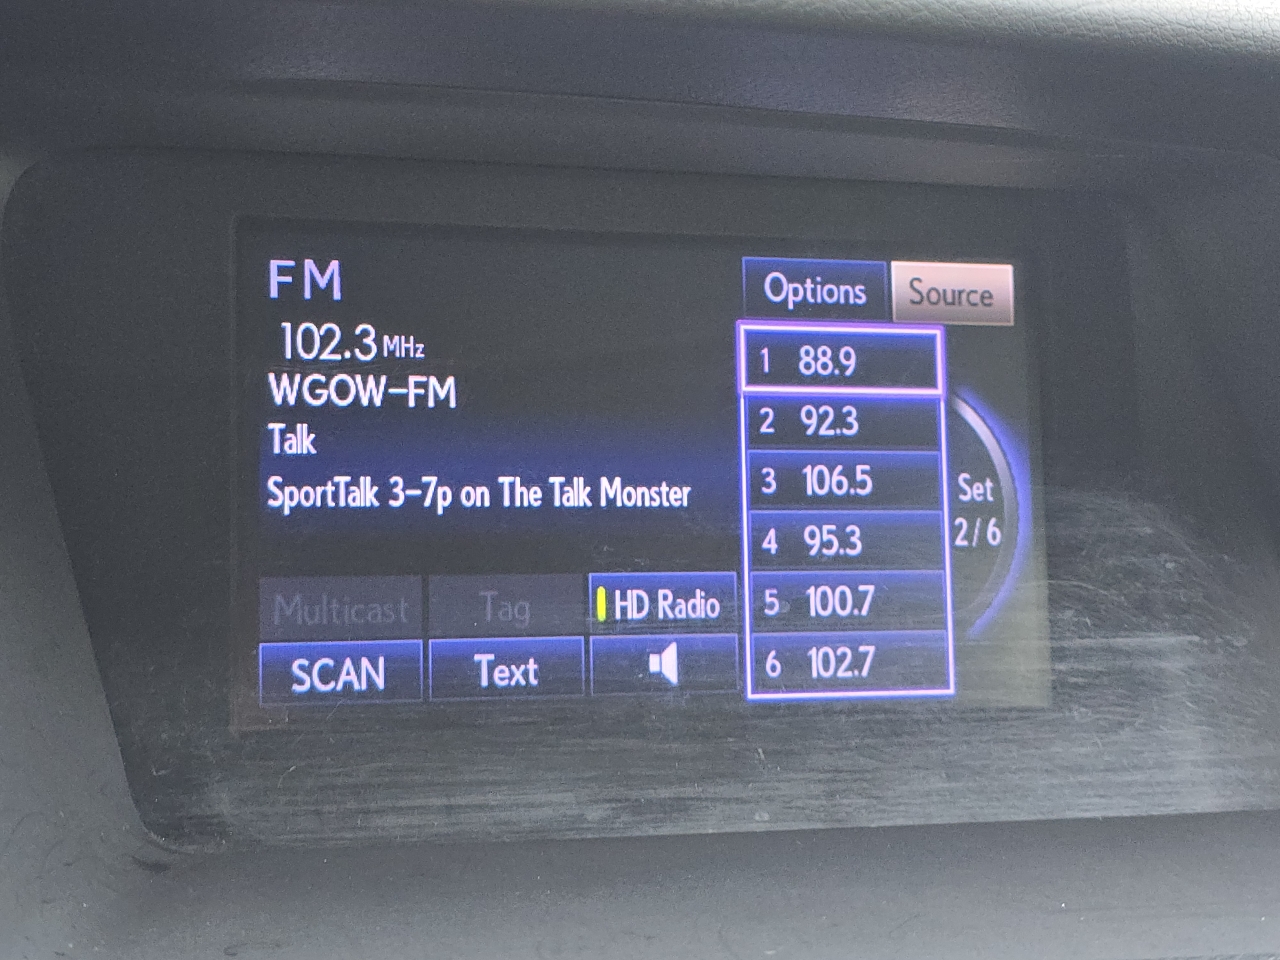 FM
102.3 MHz
WGOW-FM
Talk
SportTalk 3-7p on The Talk Monster
Multicast
Tag
HD Radio
SCAN
Text
Options
Source
1 88.9
2 92.3
3 106.5
4 95.3
5 100.7
6 102.7
Set
2/6